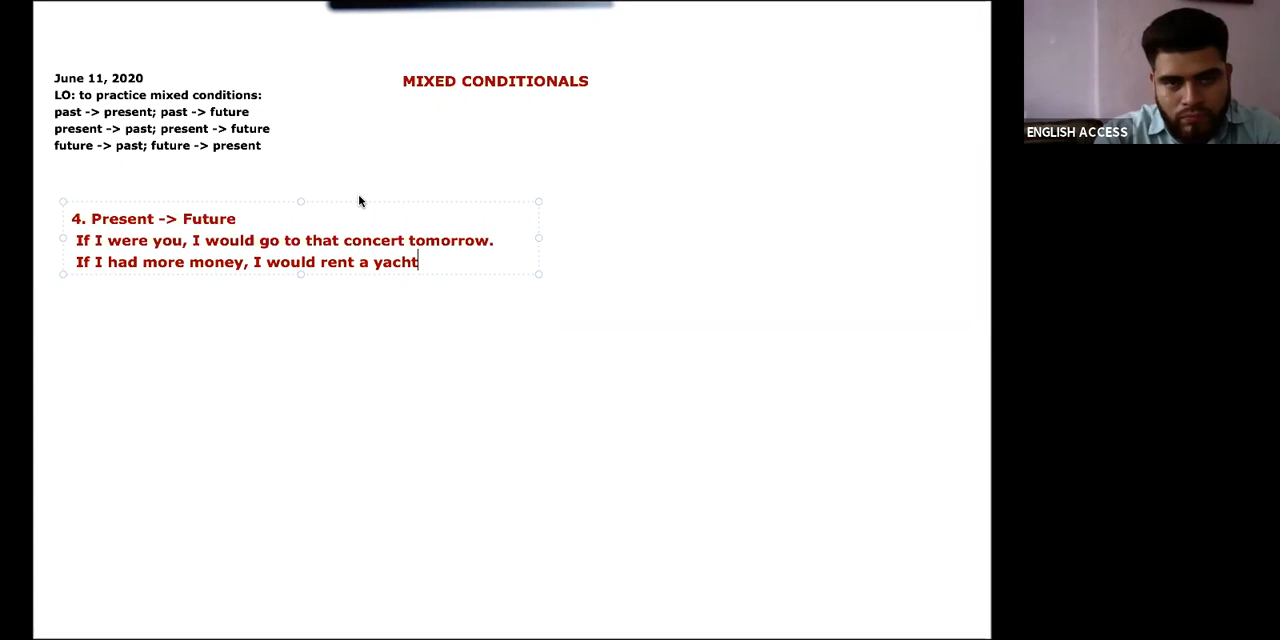 June 11, 2020
MIXED CONDITIONALS
LO: to practice mixed conditions:
past -> present; past -> future
present -> past; present -> future
future -> past; future -> present
4. Present -> Future
If I were you, I would go to that concert tomorrow.
If I had more money, I would rent a yacht
ENGLISH ACCESS